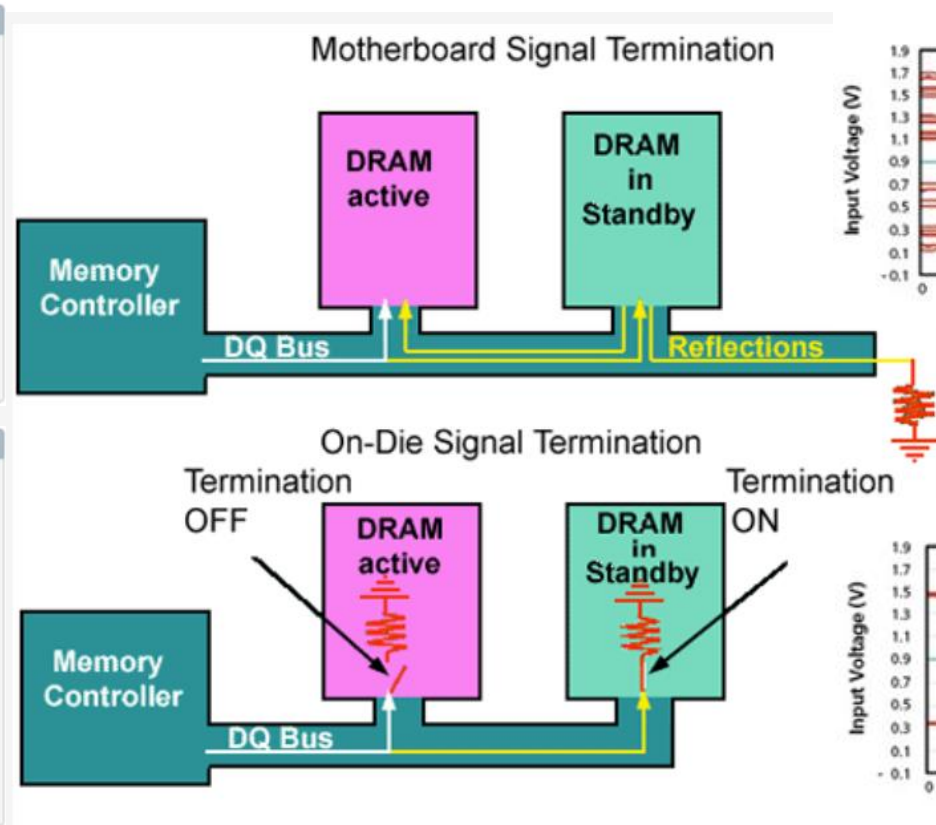 Motherboard Signal Termination
DRAM
active
DRAM
in
Standby
Memory
Controller
DQ Bus
Reflections
Input Voltage (V)
1.9
1.7
1.5
1.3
1.1
0.9
0.7
0.5
0.3
0.1
-0.1
0
On-Die Signal Termination
Termination
OFF
Termination
ON
DRAM
active
DRAM
in
Standby
Memory
Controller
DQ Bus
Input Voltage (V)
1.9
1.7
1.5
1.3
1.1
0.9
0.7
0.5
0.3
0.1
- 0.1
0